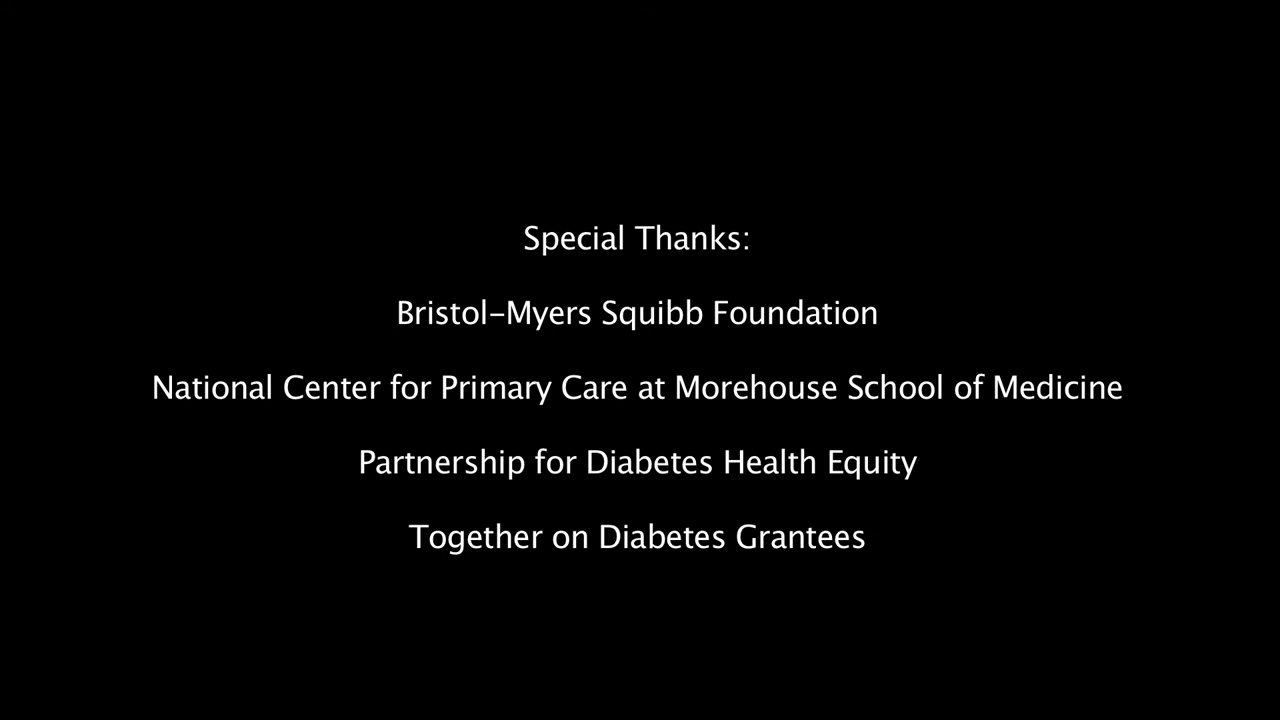 Special Thanks:
Bristol-Myers Squibb Foundation
National Center for Primary Care at Morehouse School of Medicine
Partnership for Diabetes Health Equity
Together on Diabetes Grantees